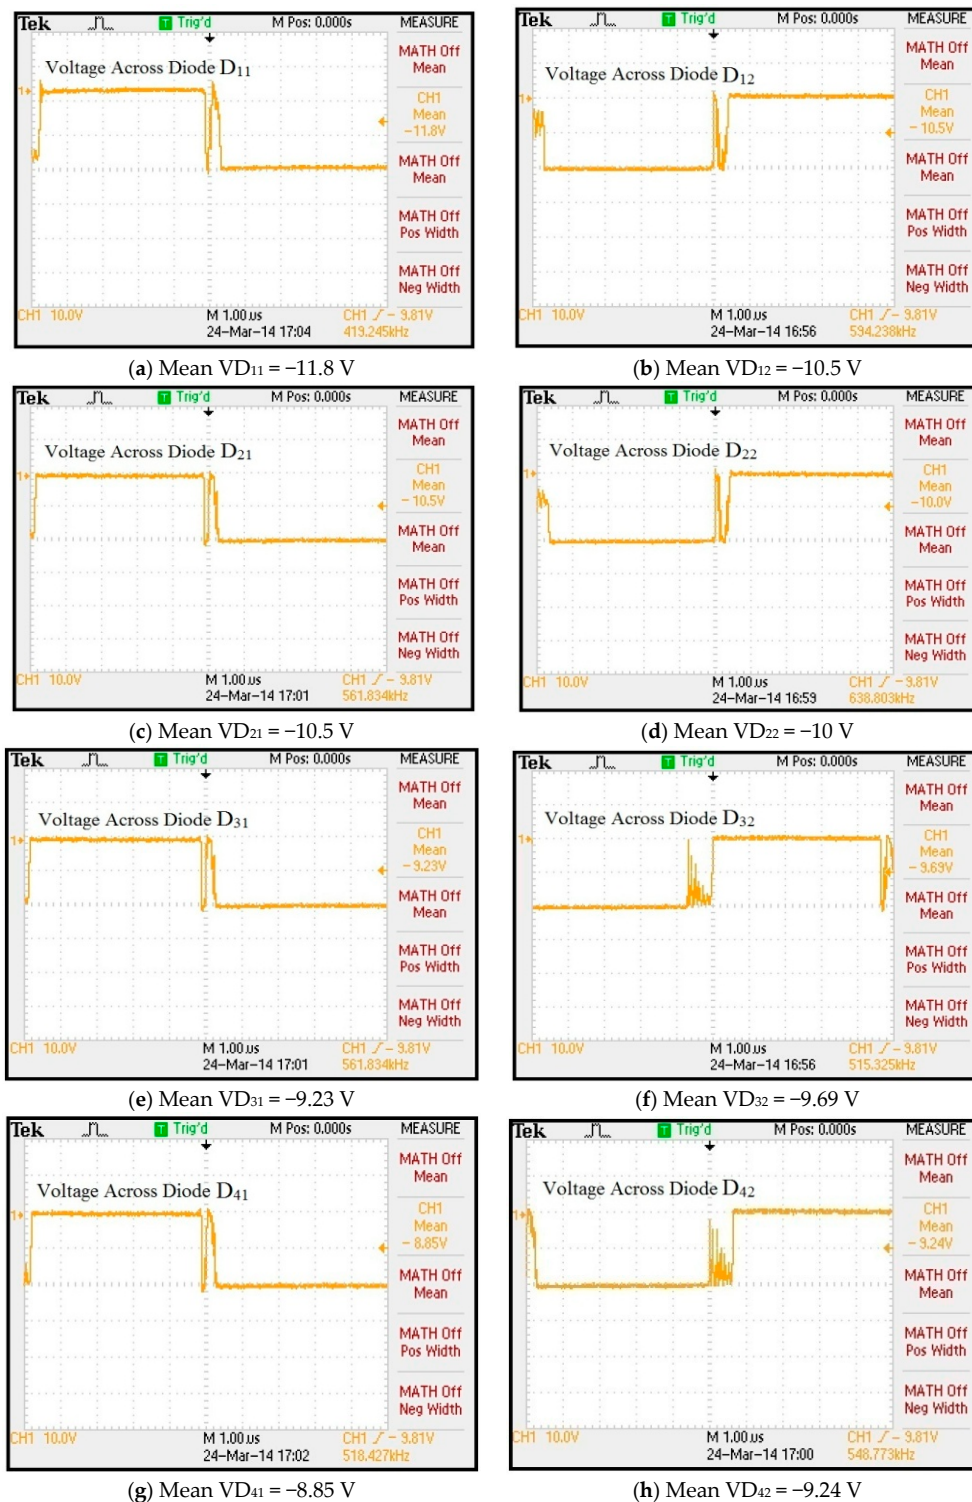 Tek Trig'd M Pos: 0.000s MEASURE
MATH Off
Mean
Voltage Across Diode D11
1
CH1
Mean
-11.8V
MATH Off
Mean
MATH Off
Pos Width
MATH Off
Neg Width
CH1 10.0V M 1.00us CH1 -9.81V
24-Mar-14 17:04 419.245kHz
(a) Mean VD11 = −11.8 V
Tek Trig'd M Pos: 0.000s MEASURE
MATH Off
Mean
Voltage Across Diode D12
1
CH1
Mean
-10.5V
MATH Off
Mean
MATH Off
Pos Width
MATH Off
Neg Width
CH1 10.0V M 1.00us CH1 -9.81V
24-Mar-14 16:56 594.238kHz
(b) Mean VD12 = −10.5 V
Tek Trig'd M Pos: 0.000s MEASURE
MATH Off
Mean
Voltage Across Diode D21
1
CH1
Mean
-10.5V
MATH Off
Mean
MATH Off
Pos Width
MATH Off
Neg Width
CH1 10.0V M 1.00us CH1 -9.81V
24-Mar-14 17:01 561.834kHz
(c) Mean VD21 = −10.5 V
Tek Trig'd M Pos: 0.000s MEASURE
MATH Off
Mean
Voltage Across Diode D22
1
CH1
Mean
-10.0V
MATH Off
Mean
MATH Off
Pos Width
MATH Off
Neg Width
CH1 10.0V M 1.00us CH1 -9.81V
24-Mar-14 16:59 638.803kHz
(d) Mean VD22 = −10 V
Tek Trig'd M Pos: 0.000s MEASURE
MATH Off
Mean
Voltage Across Diode D31
1
CH1
Mean
-9.23V
MATH Off
Mean
MATH Off
Pos Width
MATH Off
Neg Width
CH1 10.0V M 1.00us CH1 -9.81V
24-Mar-14 17:01 561.834kHz
(e) Mean VD31 = −9.23 V
Tek Trig'd M Pos: 0.000s MEASURE
MATH Off
Mean
Voltage Across Diode D32
1
CH1
Mean
-9.69V
MATH Off
Mean
MATH Off
Pos Width
MATH Off
Neg Width
CH1 10.0V M 1.00us CH1 -9.81V
24-Mar-14 16:56 515.325kHz
(f) Mean VD32 = −9.69 V
Tek Trig'd M Pos: 0.000s MEASURE
MATH Off
Mean
Voltage Across Diode D41
1
CH1
Mean
-8.85V
MATH Off
Mean
MATH Off
Pos Width
MATH Off
Neg Width
CH1 10.0V M 1.00us CH1 -9.81V
24-Mar-14 17:02 518.427kHz
(g) Mean VD41 = −8.85 V
Tek Trig'd M Pos: 0.000s MEASURE
MATH Off
Mean
Voltage Across Diode D42
1
CH1
Mean
-9.24V
MATH Off
Mean
MATH Off
Pos Width
MATH Off
Neg Width
CH1 10.0V M 1.00us CH1 -9.81V
24-Mar-14 17:00 548.773kHz
(h) Mean VD42 = −9.24 V